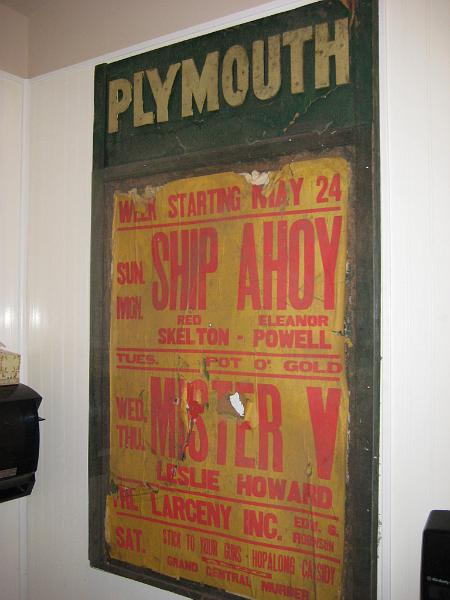 PLYMOUTH
WEEK STARTING MAY 24
SUN. MON. SHIP AHOY
RED SKELTON - ELEANOR POWELL
TUES. POT O' GOLD
WED. THU. MISTER V
LESLIE HOWARD
FRI. LARCENY INC. EDW. G. ROBINSON
SAT. STICK TO YOUR GUNS - HOPALONG CASSIDY
GRAND CENTRAL MURDER